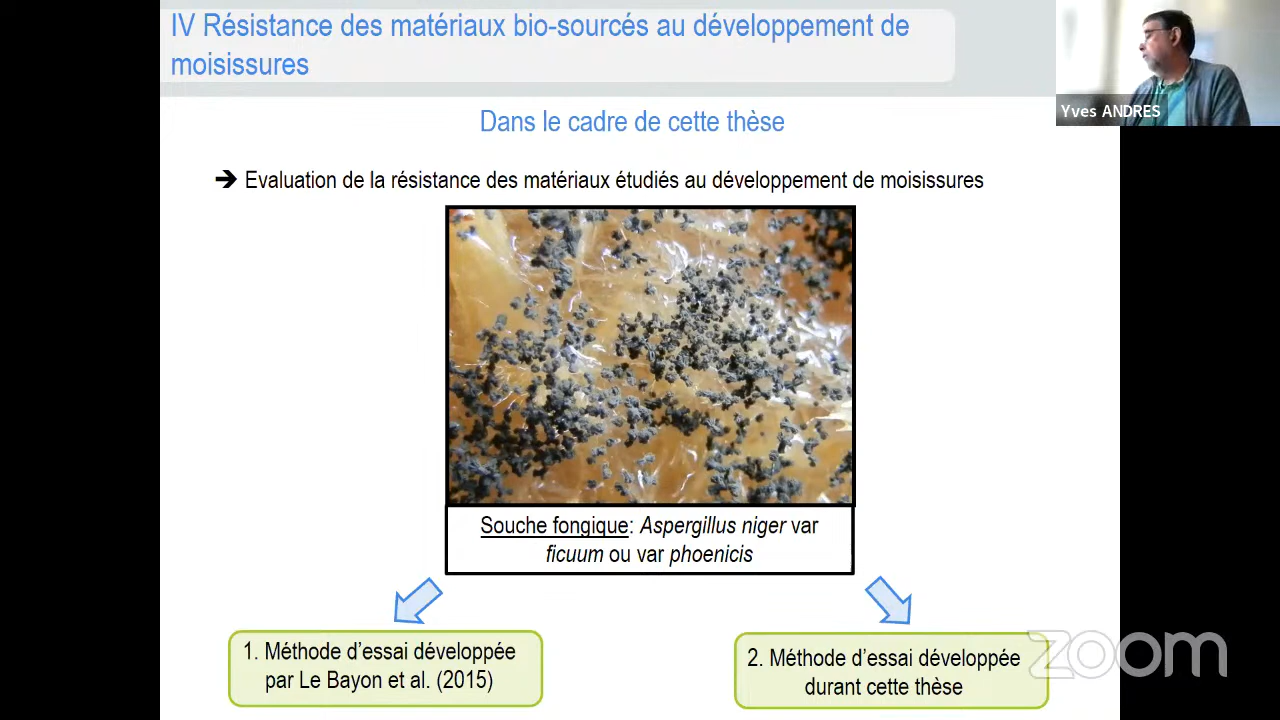 IV Résistance des matériaux bio-sourcés au développement de
moisissures
Yves ANDRES
Dans le cadre de cette thèse
➔ Evaluation de la résistance des matériaux étudiés au développement de moisissures
Souche fongique: Aspergillus niger var
ficuum ou var phoenicis
1. Méthode d'essai développée
par Le Bayon et al. (2015)
2. Méthode d'essai développée
durant cette thèse
zoom